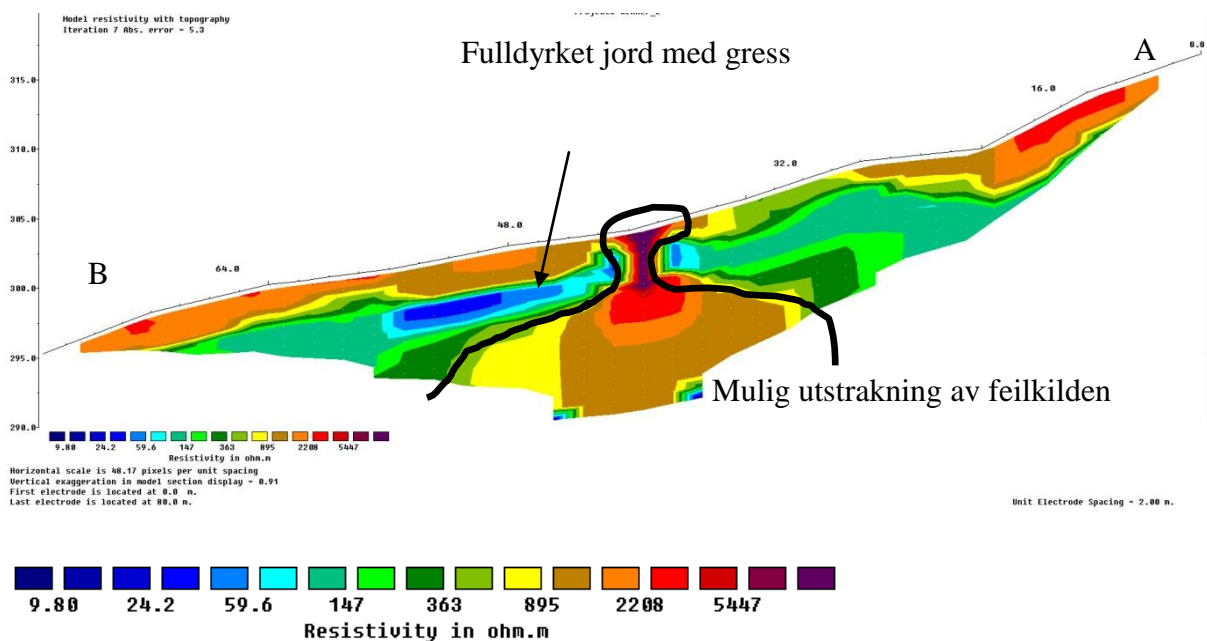 Model resistivity with topography
Iteration 7 Abs. error = 5.3
Fulldyrket jord med gress
A
0.0
315.0
16.0
310.0
32.0
305.0
48.0
B
64.0
300.0
295.0
Mulig utstrakning av feilkilden
290.0
9.80 24.2 59.6 147 363 895 2208 5447
Resistivity in ohm.m
Horizontal scale is 48.17 pixels per unit spacing
Vertical exaggeration in model section display = 0.91
First electrode is located at 0.0 m.
Last electrode is located at 80.0 m.
Unit Electrode Spacing = 2.00 m.
9.80 24.2 59.6 147 363 895 2208 5447
Resistivity in ohm.m